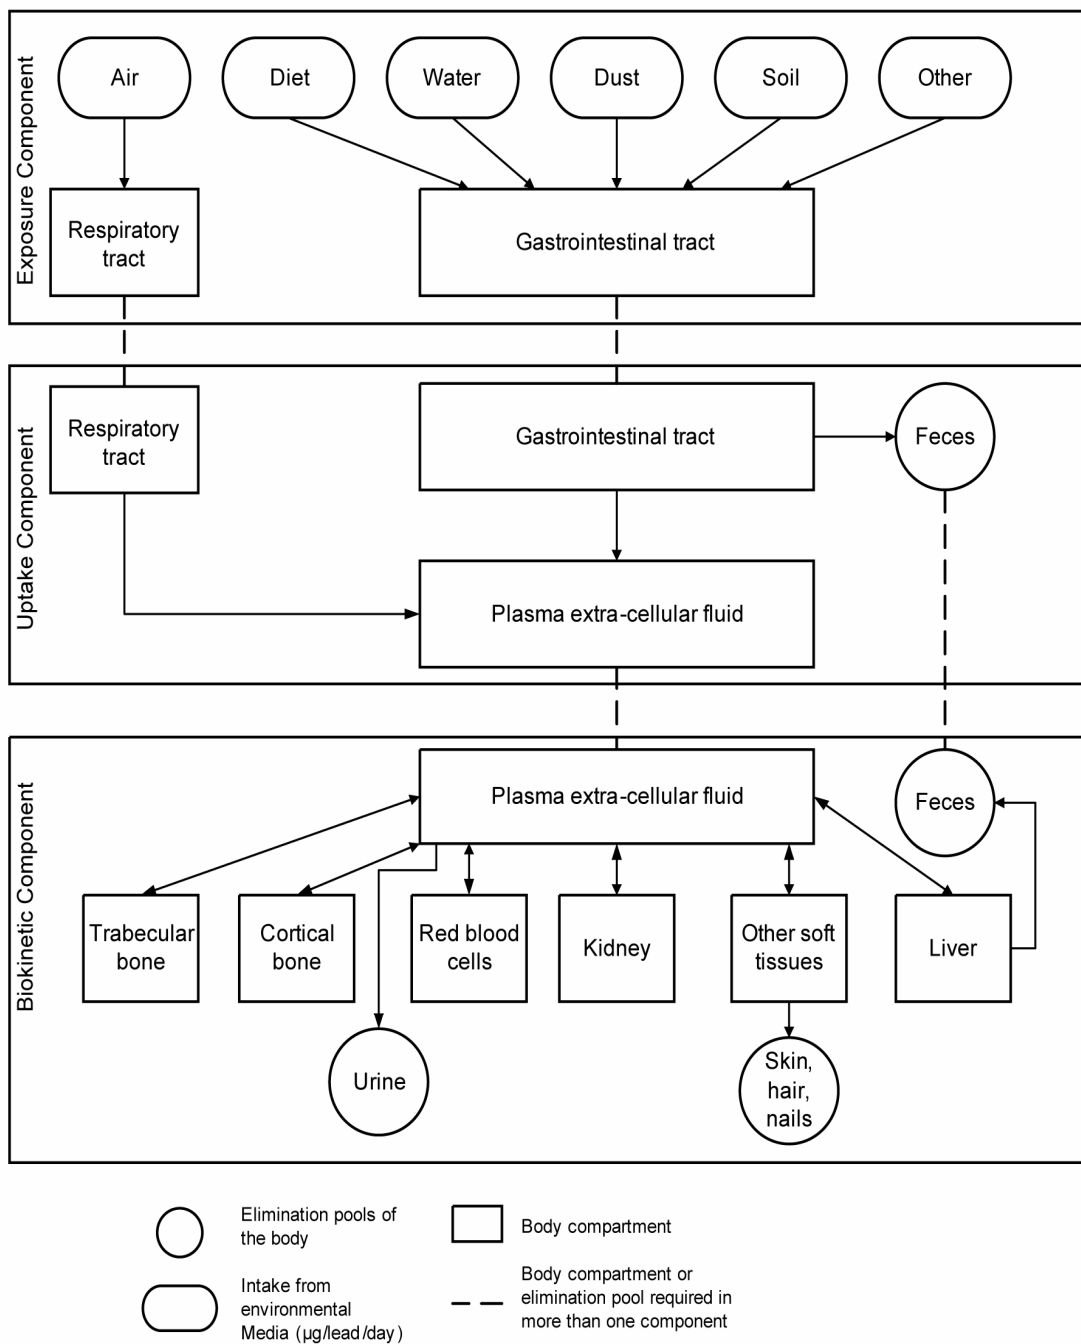 Exposure Component
Air
Diet
Water
Dust
Soil
Other
Respiratory
tract
Gastrointestinal tract
Uptake Component
Respiratory
tract
Gastrointestinal tract
Feces
Plasma extra-cellular fluid
Biokinetic Component
Plasma extra-cellular fluid
Feces
Trabecular
bone
Cortical
bone
Red blood
cells
Kidney
Other soft
tissues
Liver
Urine
Skin,
hair,
nails
Elimination pools of
the body
Body compartment
Intake from
environmental
Media (µg/lead/day)
Body compartment or
elimination pool required in
more than one component